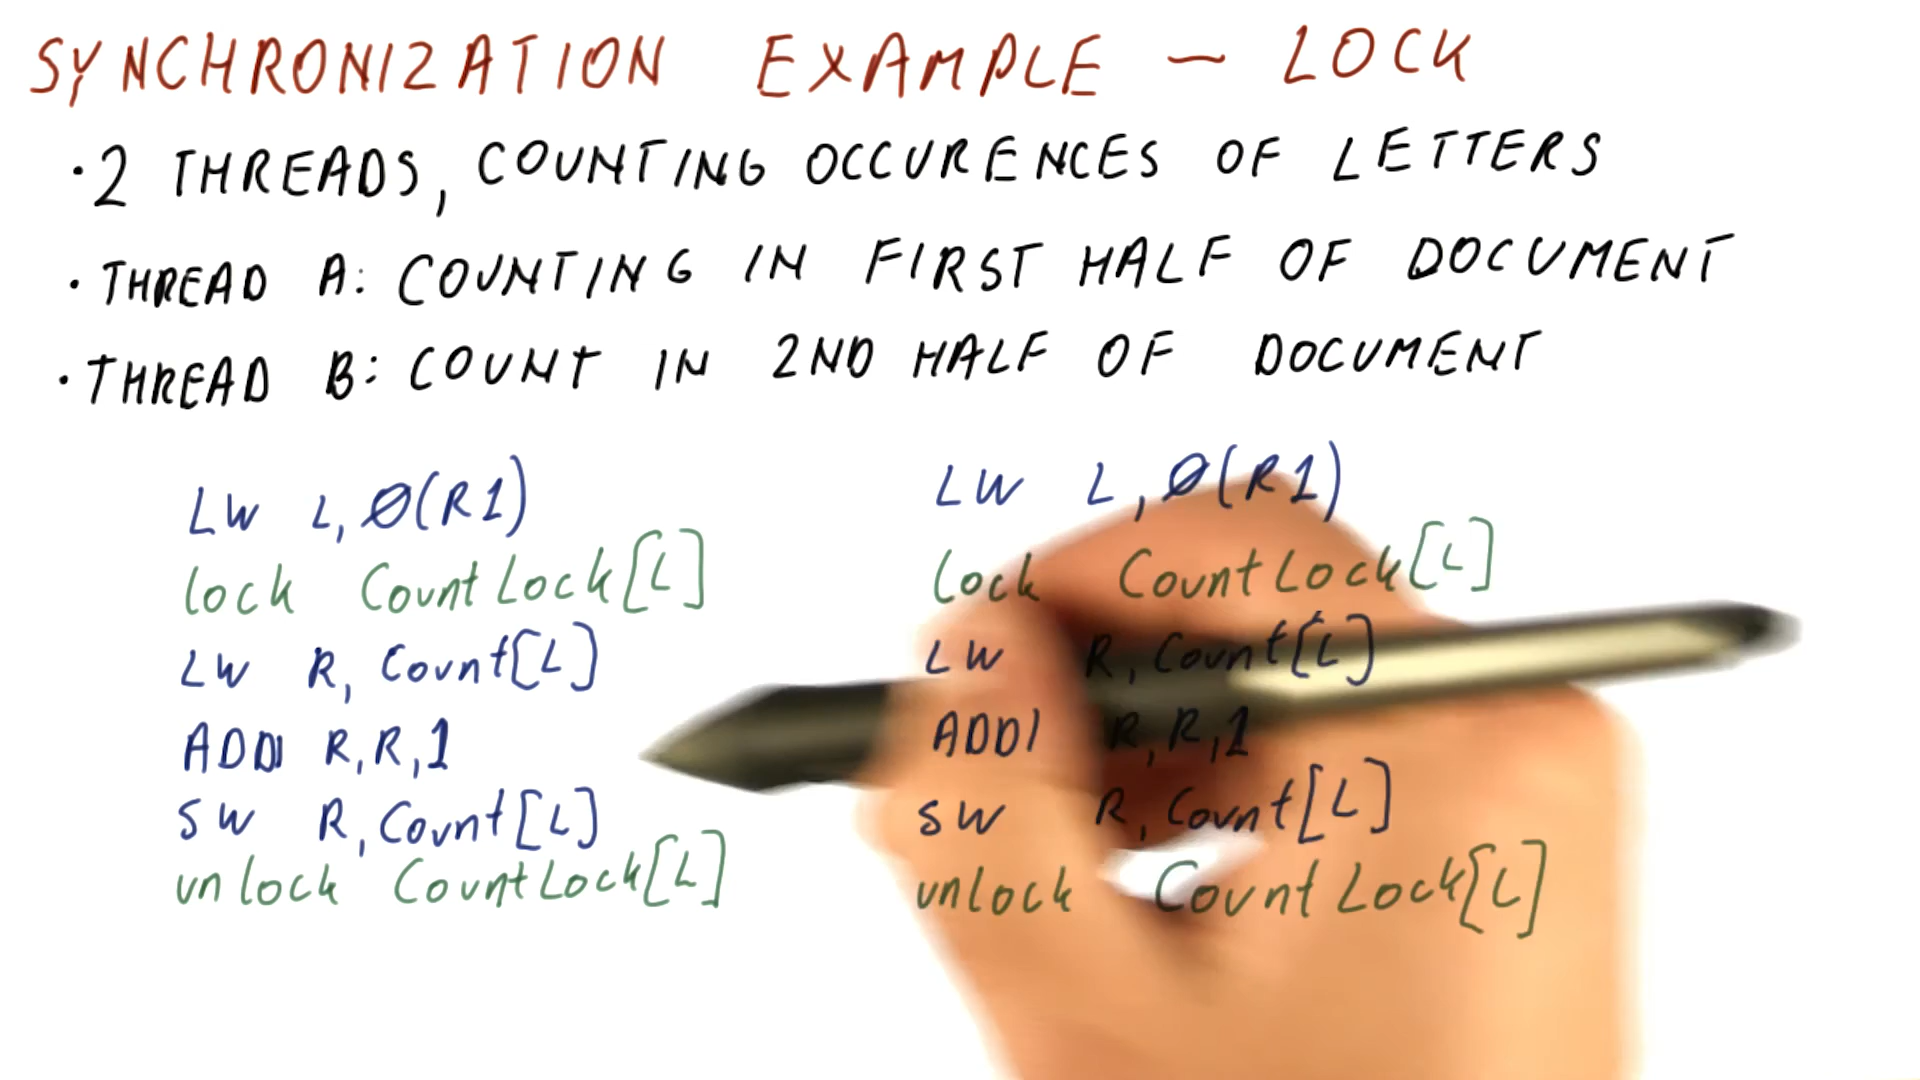 SYNCHRONIZATION EXAMPLE – LOCK
· 2 THREADS, COUNTING OCCURENCES OF LETTERS
· THREAD A: COUNTING IN FIRST HALF OF DOCUMENT
· THREAD B: COUNT IN 2ND HALF OF DOCUMENT
LW L, 0(R1)
lock CountLock[L]
LW R, Count[L]
ADDI R, R, 1
SW R, Count[L]
unlock CountLock[L]
LW L, 0(R1)
lock CountLock[L]
LW R, Count[L]
ADDI R, R, 1
SW R, Count[L]
unlock CountLock[L]